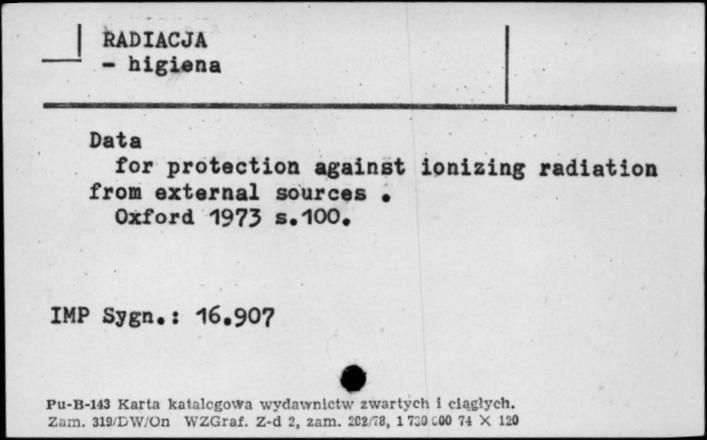 RADIACJA
- higiena
Data
for protection against ionizing radiation
from external sources .
Oxford 1973 s.100.
IMP Sygn.: 16.907
Pu-B-143 Karta katalogowa wydawnictw zwartych i ciągłych.
Zam. 319/DW/On WZGraf. Z-d 2, zam. 202/78, 1 730 000 74 X 120